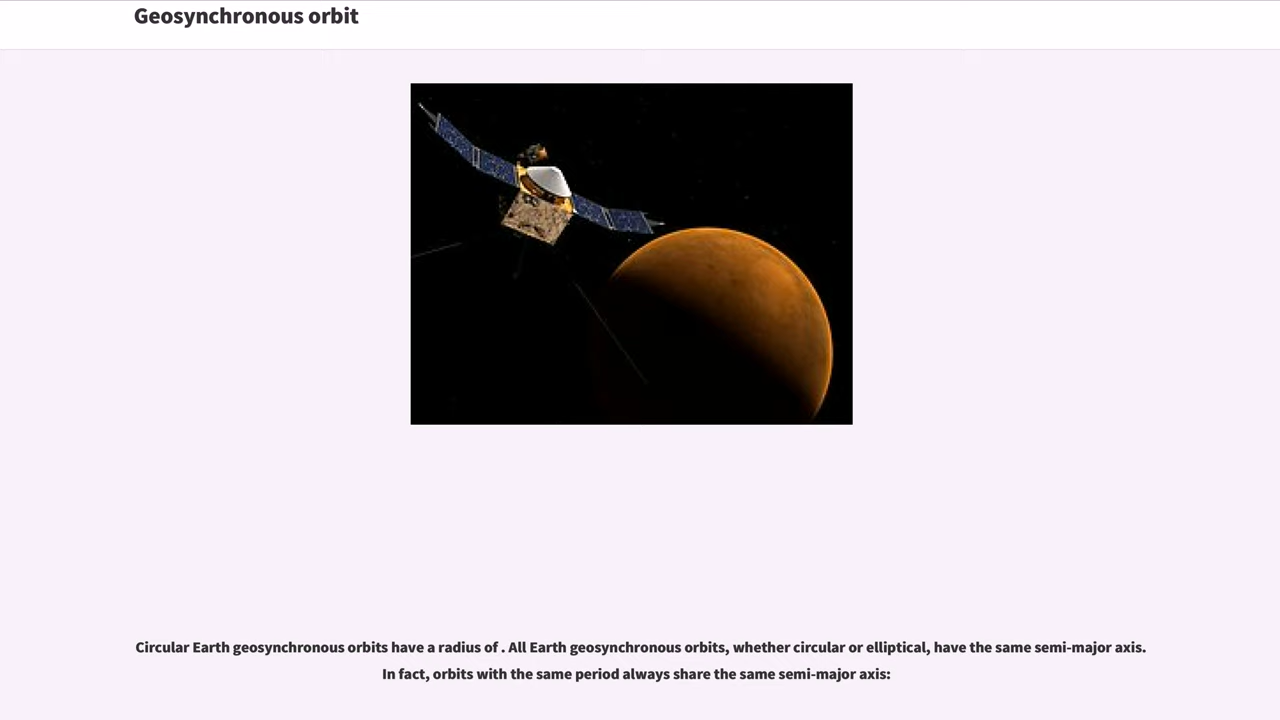 Geosynchronous orbit
Circular Earth geosynchronous orbits have a radius of . All Earth geosynchronous orbits, whether circular or elliptical, have the same semi-major axis.
In fact, orbits with the same period always share the same semi-major axis: